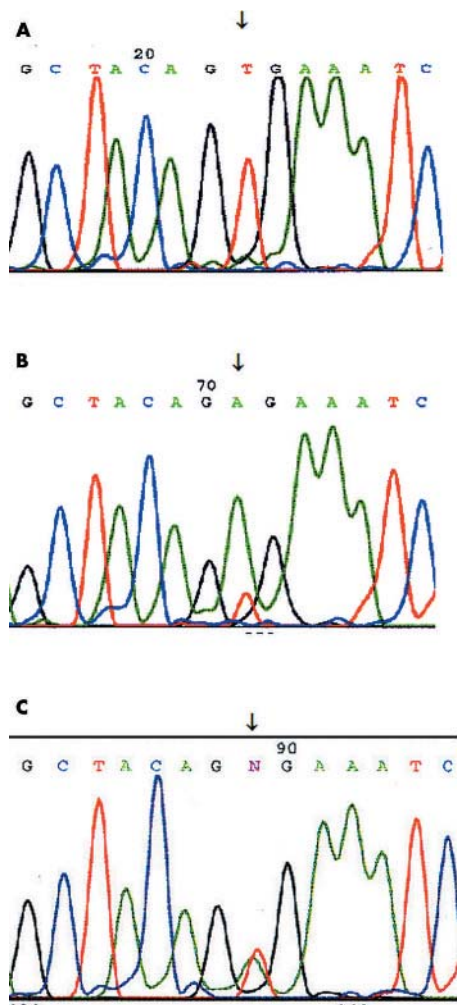 A
↓
20
G C T A C A G T G A A A T C
B
↓
70
G C T A C A G A G A A A T C
C
↓
90
G C T A C A G N G A A A T C